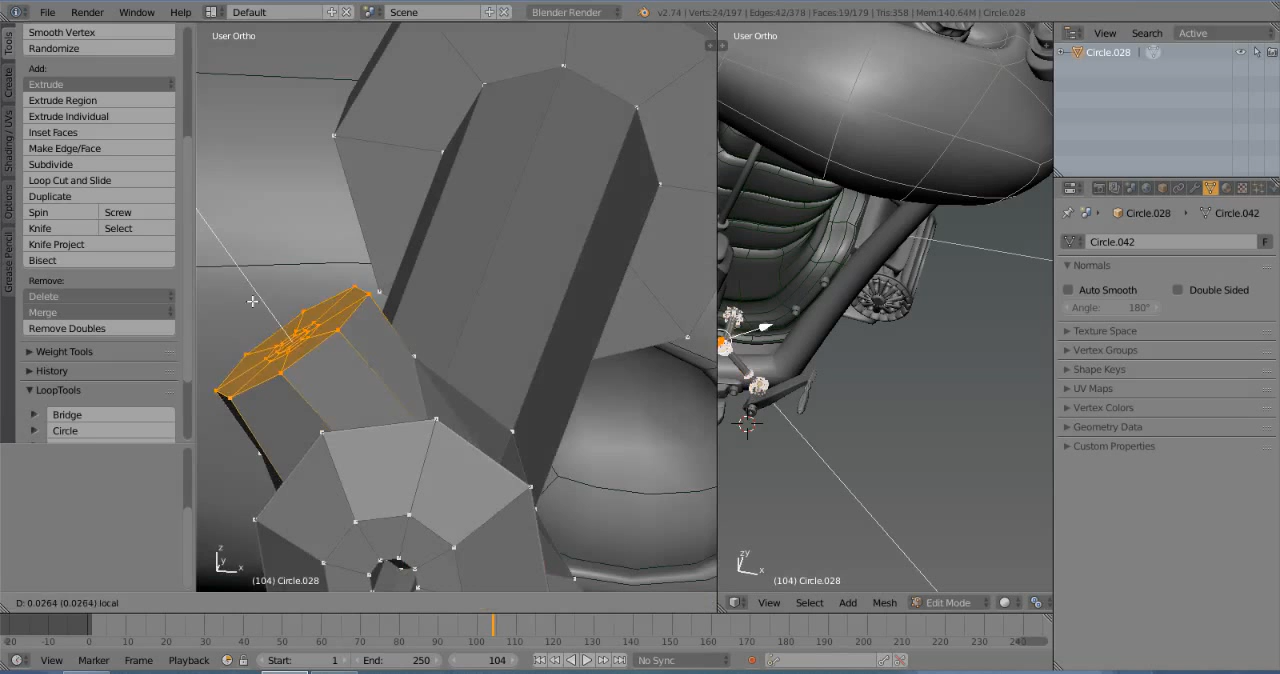 File Render Window Help Default Scene Blender Render v2.74 | Verts:24/197 | Edges:42/378 | Faces:19/179 | Tris:358 | Mem:140.64M | Circle.028
Tools
Create
Shading / UVs
Options
Grease Pencil
Smooth Vertex
Randomize
Add:
Extrude
Extrude Region
Extrude Individual
Inset Faces
Make Edge/Face
Subdivide
Loop Cut and Slide
Duplicate
Spin Screw
Knife Select
Knife Project
Bisect
Remove:
Delete
Merge
Remove Doubles
Weight Tools
History
LoopTools
Bridge
Circle
User Ortho
z
y
x
(104) Circle.028
D: 0.0264 (0.0264) local
User Ortho
zy
x
(104) Circle.028
View Select Add Mesh Edit Mode
View Search Active
Circle.028 |
Circle.028 Circle.042
Circle.042 F
Normals
Auto Smooth Double Sided
Angle: 180°
Texture Space
Vertex Groups
Shape Keys
UV Maps
Vertex Colors
Geometry Data
Custom Properties
-20 -10 0 10 20 30 40 50 60 70 80 90 100 110 120 130 140 150 160 170 180 190 200 210 220 230 240
View Marker Frame Playback Start: 1 End: 250 104 No Sync